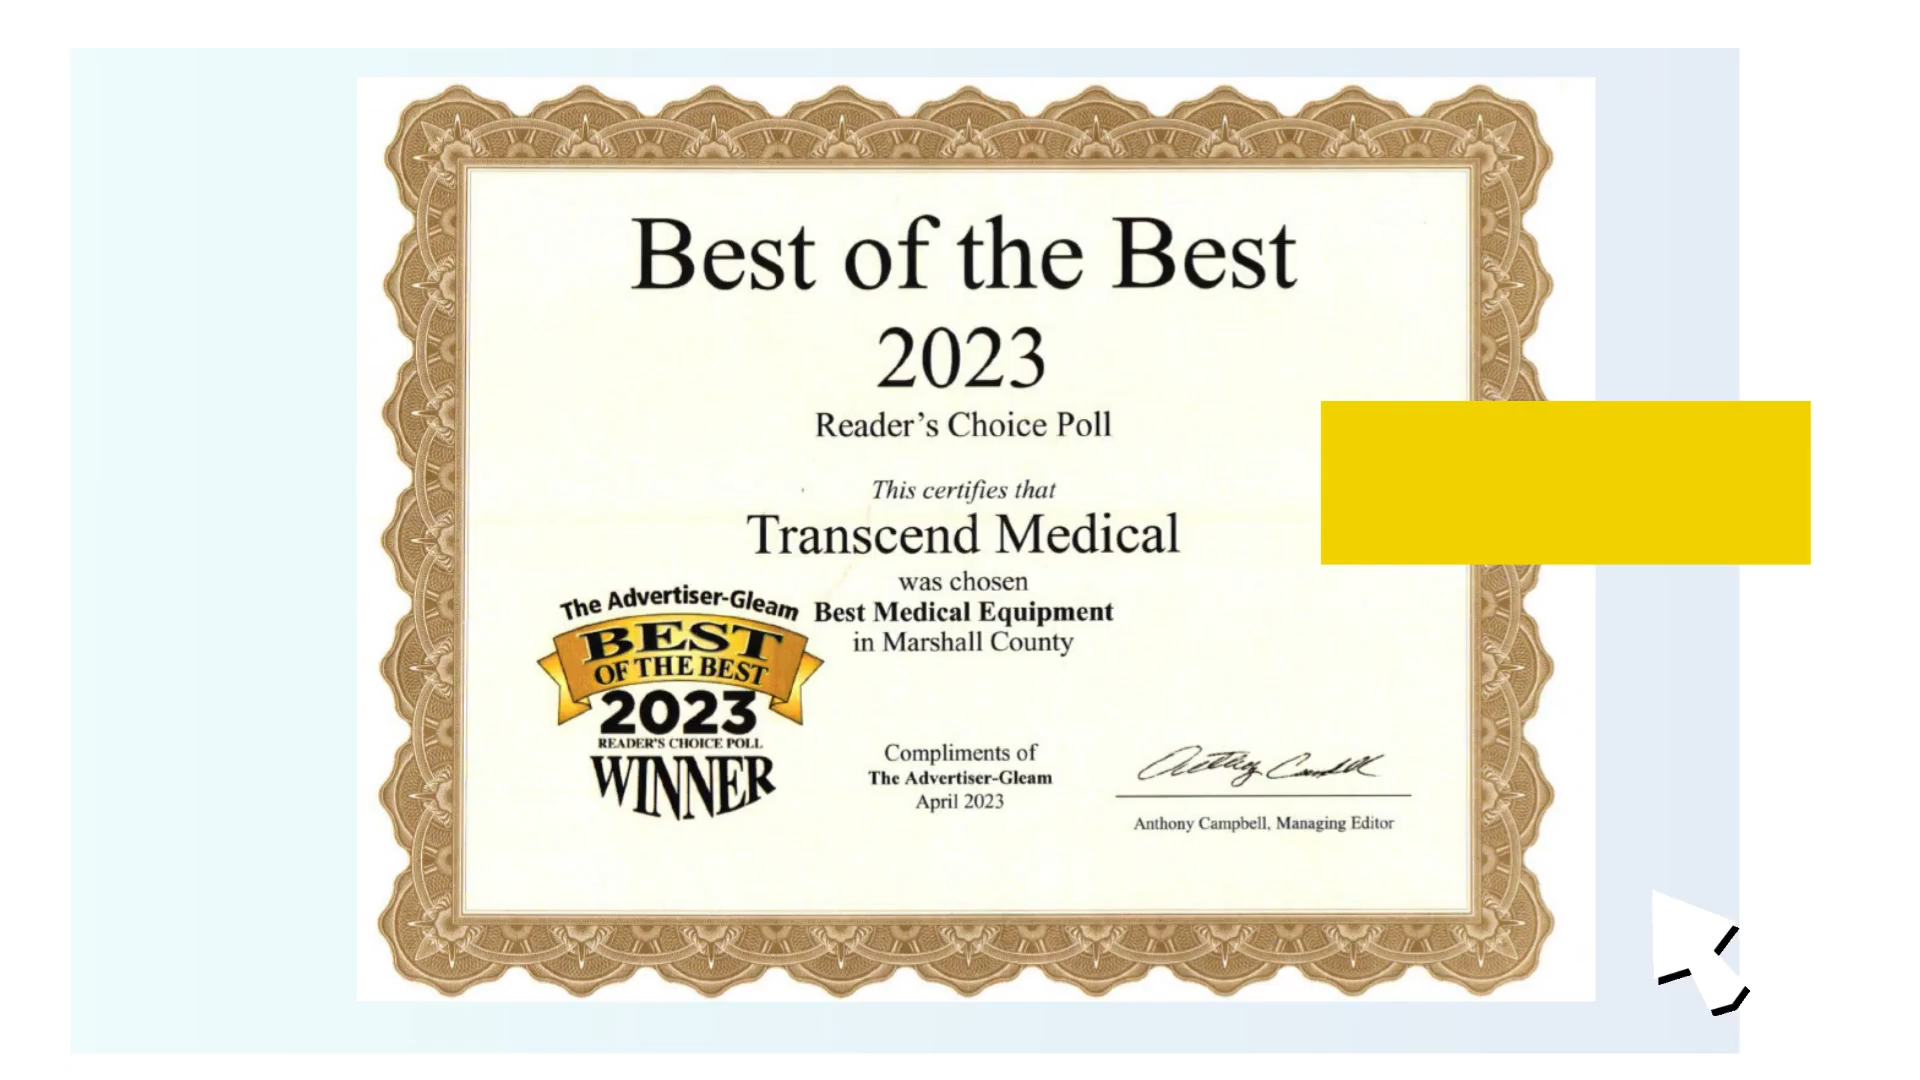 Best of the Best
2023
Reader's Choice Poll
This certifies that
Transcend Medical
was chosen
Best Medical Equipment
in Marshall County
The Advertiser-Gleam
BEST
OF THE BEST
2023
READER'S CHOICE POLL
WINNER
Compliments of
The Advertiser-Gleam
April 2023
Anthony Campbell
Anthony Campbell, Managing Editor